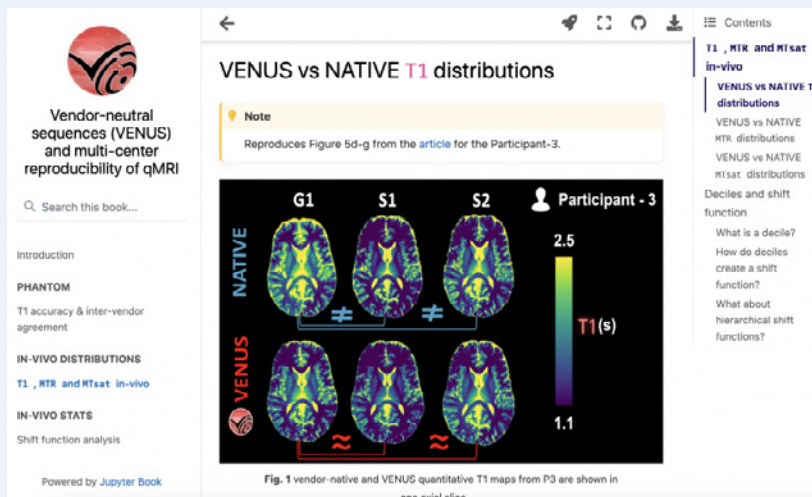 Vendor-neutral
sequences (VENUS)
and multi-center
reproducibility of qMRI
Search this book...
Introduction
PHANTOM
T1 accuracy & inter-vendor
agreement
IN-VIVO DISTRIBUTIONS
T1 , MTR and MTsat in-vivo
IN-VIVO STATS
Shift function analysis
Powered by Jupyter Book
VENUS vs NATIVE T1 distributions
Note
Reproduces Figure 5d-g from the article for the Participant-3.
G1 S1 S2 Participant - 3
NATIVE
≠ ≠
VENUS
≈ ≈
2.5
T1(s)
1.1
Fig. 1 vendor-native and VENUS quantitative T1 maps from P3 are shown in
one axial slice
Contents
T1 , MTR and MTsat
in-vivo
VENUS vs NATIVE T
distributions
VENUS vs NATIVE
MTR distributions
VENUS vs NATIVE
MTsat distributions
Deciles and shift
function
What is a decile?
How do deciles
create a shift
function?
What about
hierarchical shift
functions?